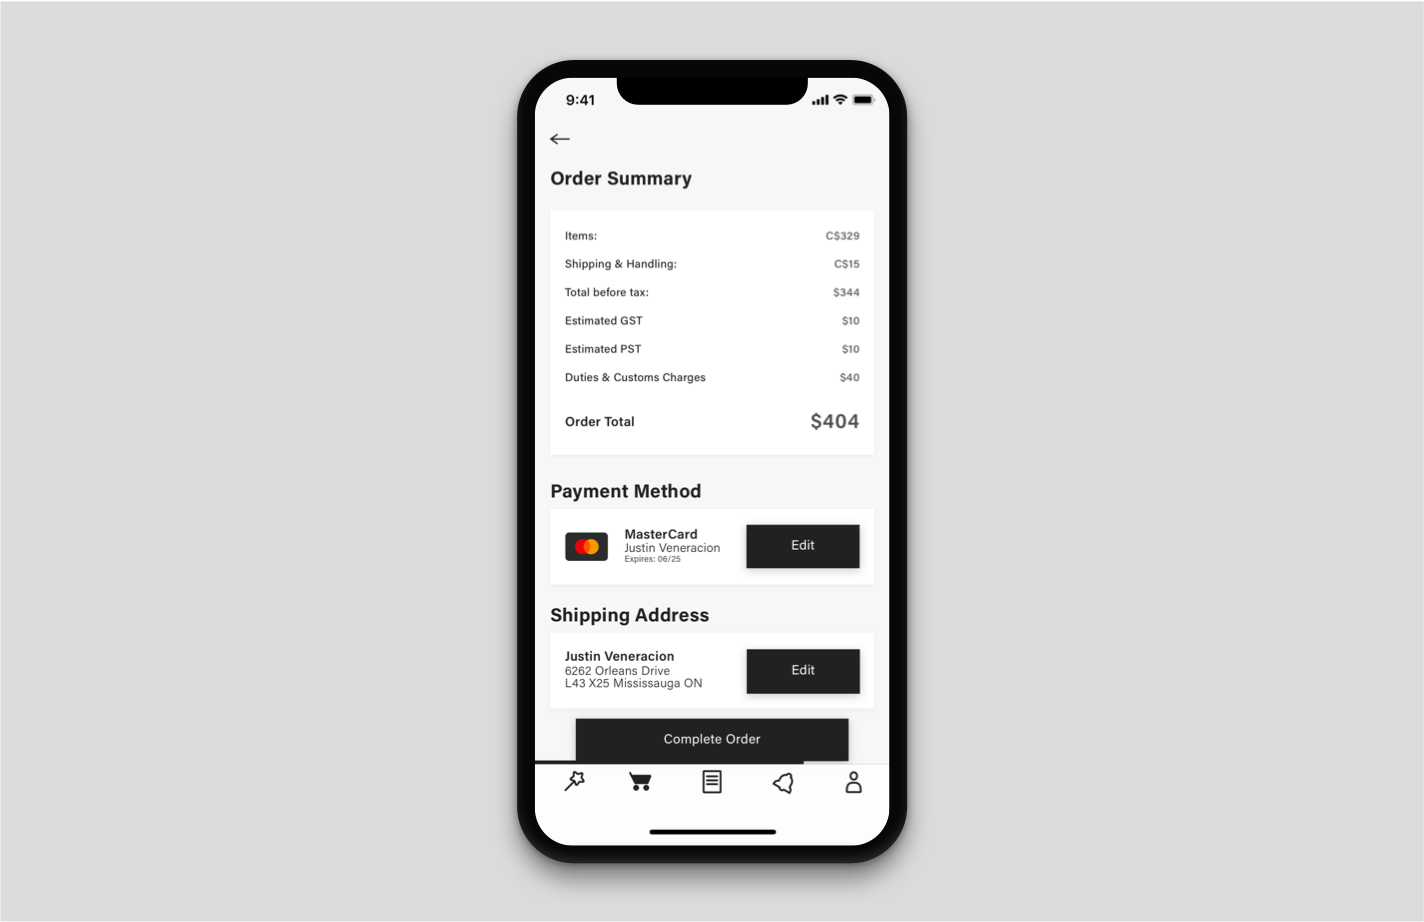 9:41
Order Summary
Items: C$329
Shipping & Handling: C$15
Total before tax: $344
Estimated GST $10
Estimated PST $10
Duties & Customs Charges $40
Order Total $404
Payment Method
MasterCard
Justin Veneracion
Expires: 06/25
Edit
Shipping Address
Justin Veneracion
6262 Orleans Drive
L43 X25 Mississauga ON
Edit
Complete Order